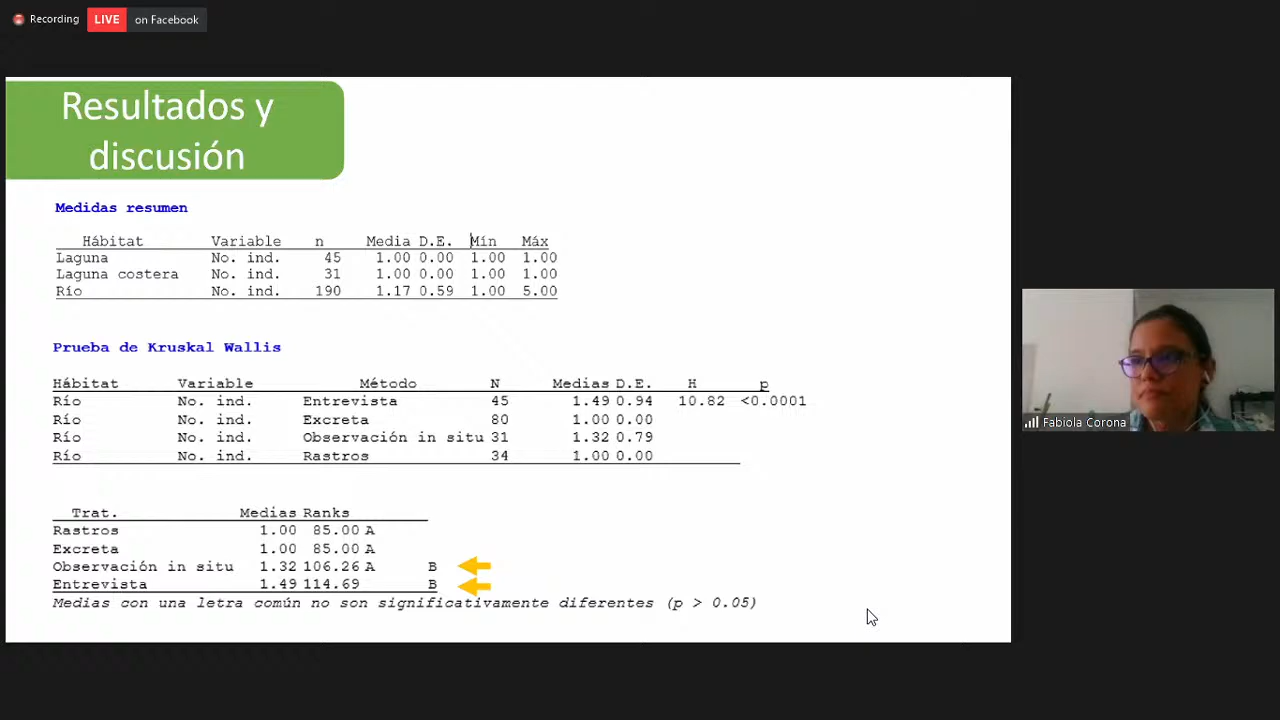 Recording LIVE on Facebook
Resultados y
discusión
Medidas resumen
Hábitat Variable n Media D.E. Mín Máx
Laguna No. ind. 45 1.00 0.00 1.00 1.00
Laguna costera No. ind. 31 1.00 0.00 1.00 1.00
Río No. ind. 190 1.17 0.59 1.00 5.00
Prueba de Kruskal Wallis
Hábitat Variable Método N Medias D.E. H p
Río No. ind. Entrevista 45 1.49 0.94 10.82 <0.0001
Río No. ind. Excreta 80 1.00 0.00
Río No. ind. Observación in situ 31 1.32 0.79
Río No. ind. Rastros 34 1.00 0.00
Trat. Medias Ranks
Rastros 1.00 85.00 A
Excreta 1.00 85.00 A
Observación in situ 1.32 106.26 A B
Entrevista 1.49 114.69 B
Medias con una letra común no son significativamente diferentes (p > 0.05)
Fabiola Corona